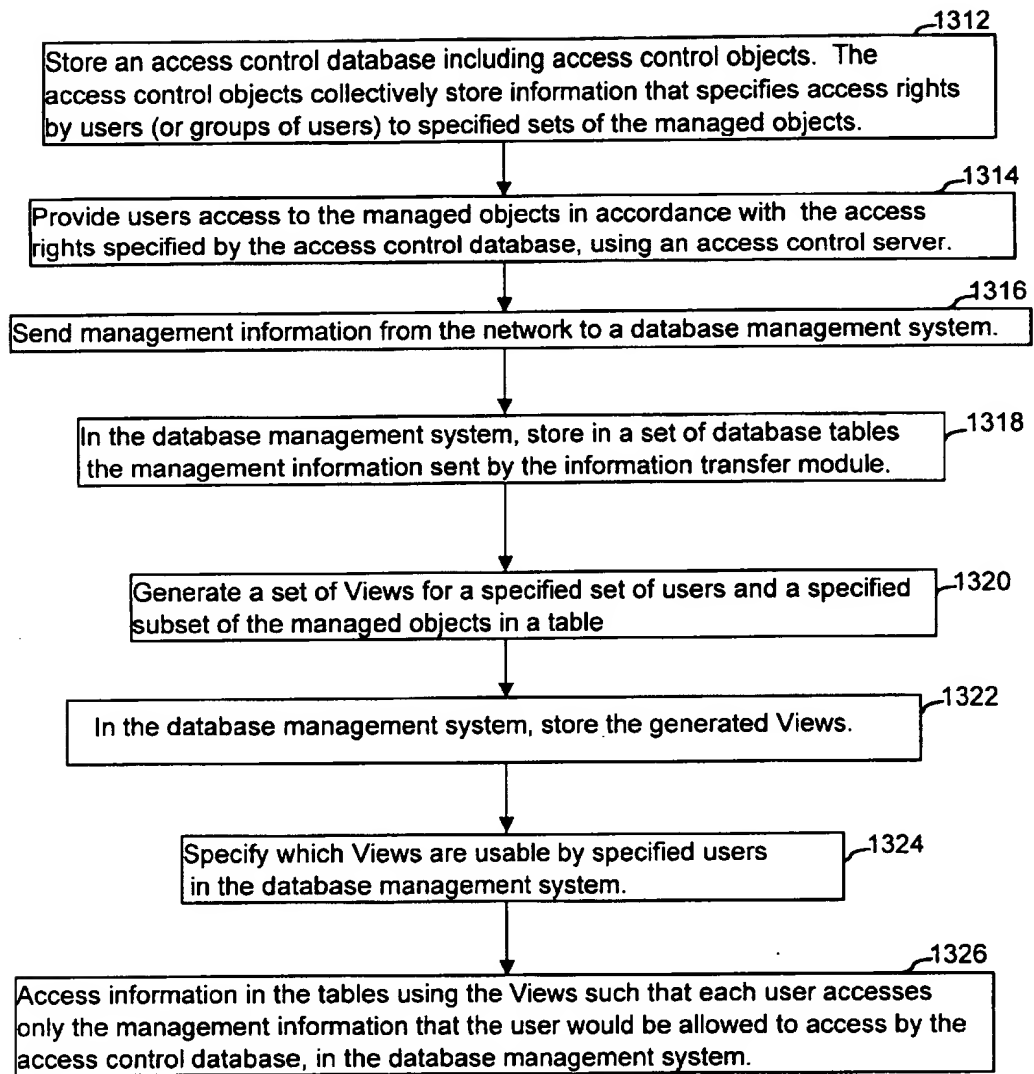 1312
Store an access control database including access control objects. The
access control objects collectively store information that specifies access rights
by users (or groups of users) to specified sets of the managed objects.
1314
Provide users access to the managed objects in accordance with the access
rights specified by the access control database, using an access control server.
1316
Send management information from the network to a database management system.
1318
In the database management system, store in a set of database tables
the management information sent by the information transfer module.
1320
Generate a set of Views for a specified set of users and a specified
subset of the managed objects in a table
1322
In the database management system, store the generated Views.
1324
Specify which Views are usable by specified users
in the database management system.
1326
Access information in the tables using the Views such that each user accesses
only the management information that the user would be allowed to access by the
access control database, in the database management system.